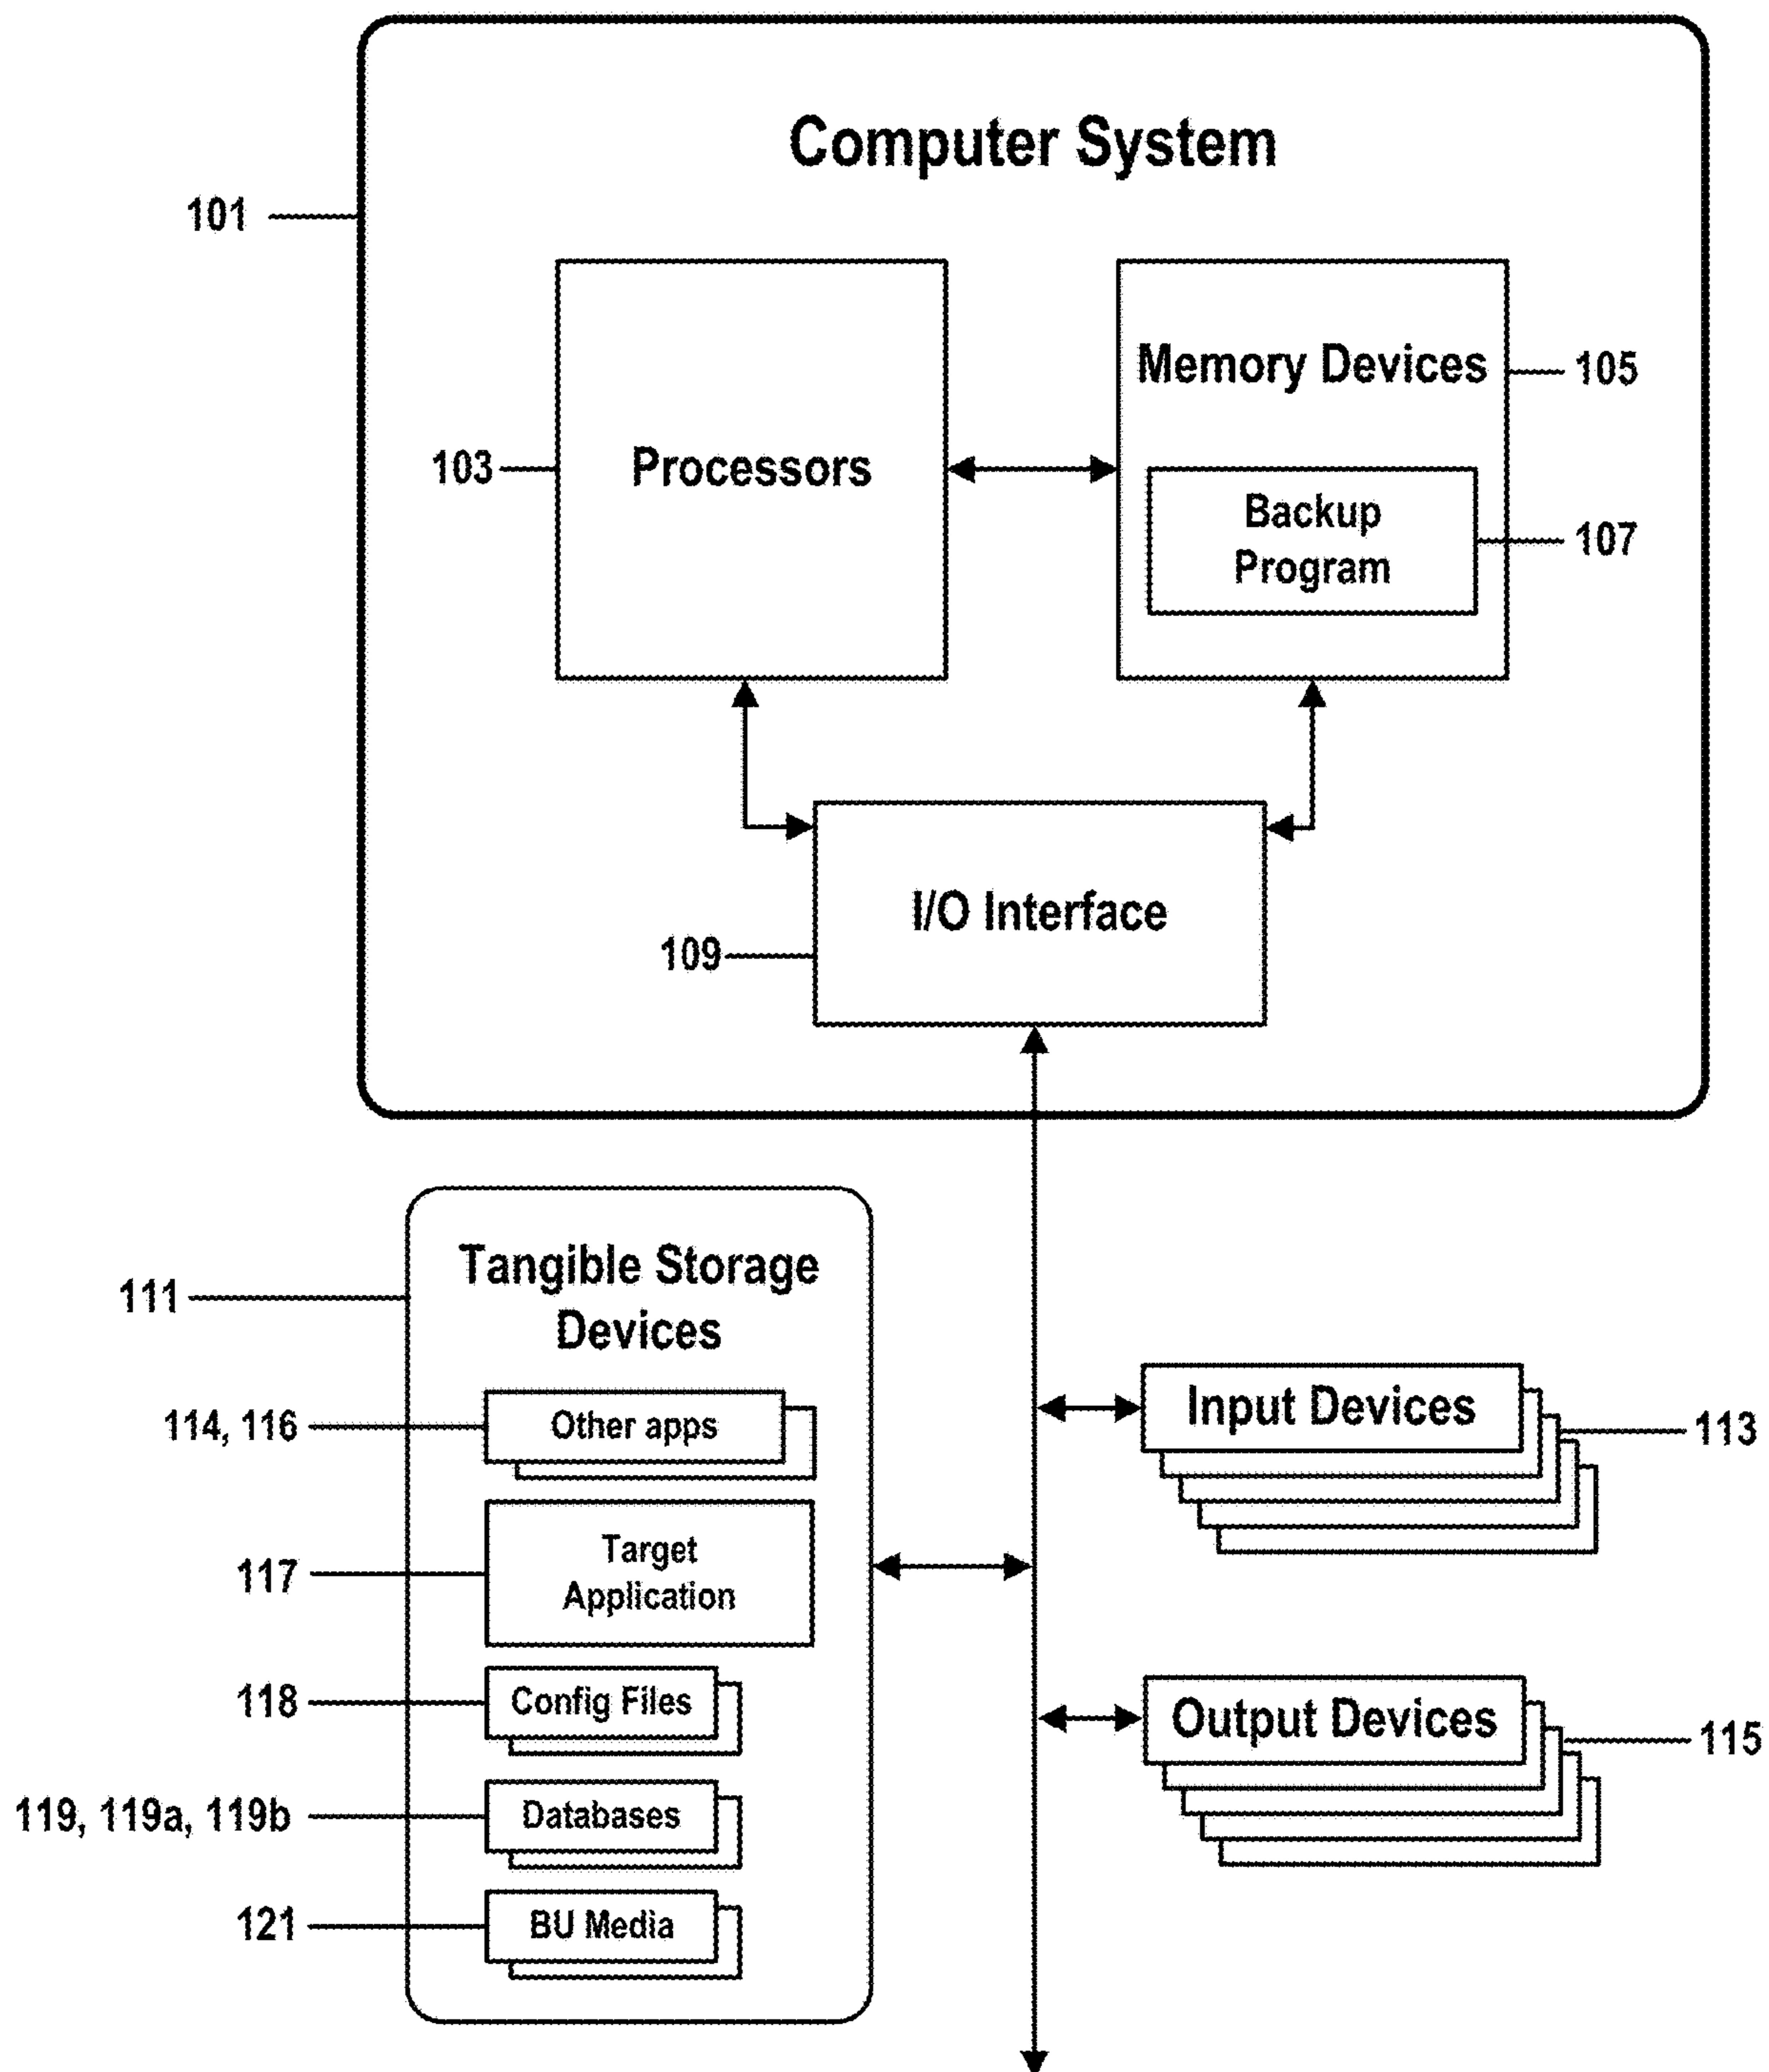 Computer System
101
Memory Devices
105
103
Processors
Backup
Program
107
I/O Interface
109
Tangible Storage
Devices
111
Other apps
114, 116
Target
Application
117
Config Files
118
Databases
119, 119a, 119b
BU Media
121
Input Devices
113
Output Devices
115